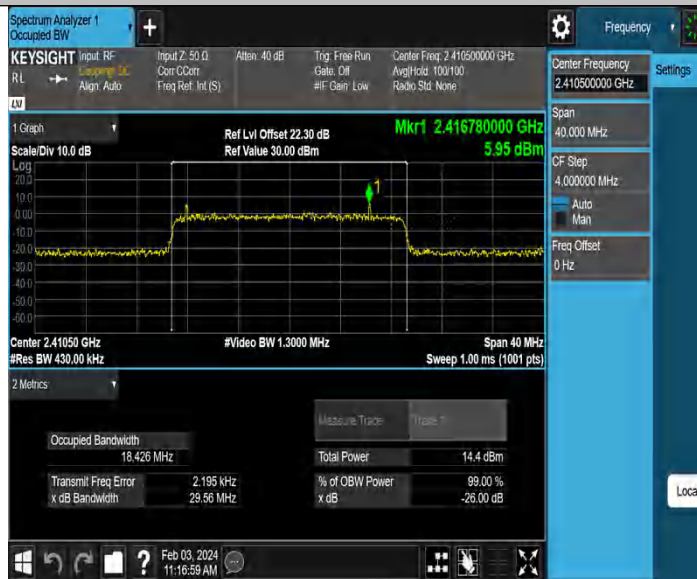 Spectrum Analyzer 1
Occupied BW
Frequency
KEYSIGHT
Input: RF
Coupling: DC
Align: Auto
RL
LXI
Input Z: 50 Ω
Corr CCorr
Freq Ref: Int (S)
Atten: 40 dB
Trig: Free Run
Gate: Off
#IF Gain: Low
Center Freq: 2.410500000 GHz
Avg|Hold: 100/100
Radio Std: None
Center Frequency
2.410500000 GHz
Settings
Span
40.000 MHz
CF Step
4.000000 MHz
Auto
Man
Freq Offset
0 Hz
1 Graph
Scale/Div 10.0 dB
Ref Lvl Offset 22.30 dB
Ref Value 30.00 dBm
Mkr1 2.416780000 GHz
5.95 dBm
Log
20.0
10.0
0.00
-10.0
-20.0
-30.0
-40.0
-50.0
-60.0
1
Center 2.41050 GHz
#Res BW 430.00 kHz
#Video BW 1.3000 MHz
Span 40 MHz
Sweep 1.00 ms (1001 pts)
2 Metrics
Measure Trace
Trace 1
Occupied Bandwidth
18.426 MHz
Total Power
14.4 dBm
Transmit Freq Error
2.195 kHz
% of OBW Power
99.00 %
x dB Bandwidth
29.56 MHz
x dB
-26.00 dB
Loca
?
Feb 03, 2024
11:16:59 AM